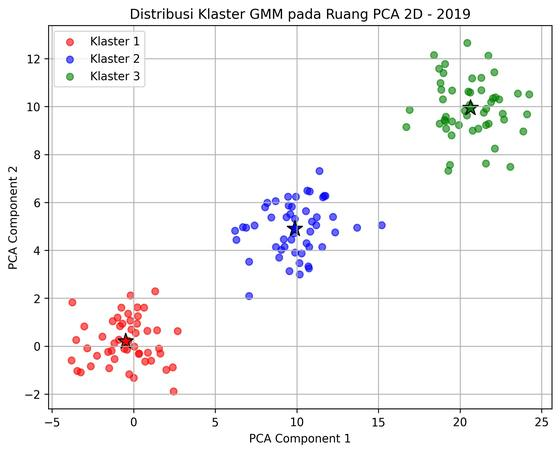 Distribusi Klaster GMM pada Ruang PCA 2D - 2019
Klaster 1
Klaster 2
Klaster 3
PCA Component 2
12
10
8
6
4
2
0
−2
−5
0
5
10
15
20
25
PCA Component 1